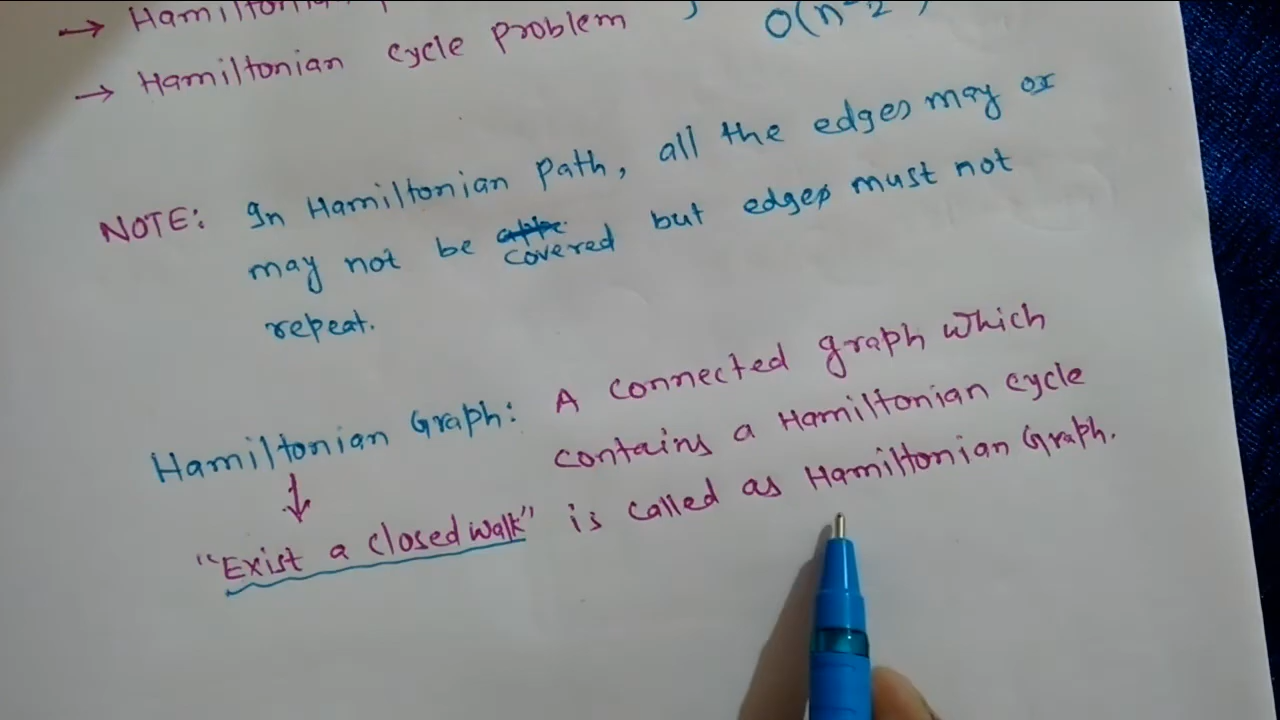 → Hamiltonia
→ Hamiltonian cycle problem
NOTE: In Hamiltonian path, all the edges may or
may not be covered but edges must not
repeat.
Hamiltonian Graph: A connected graph which
contains a Hamiltonian cycle
"Exist a closed walk" is called as Hamiltonian Graph.